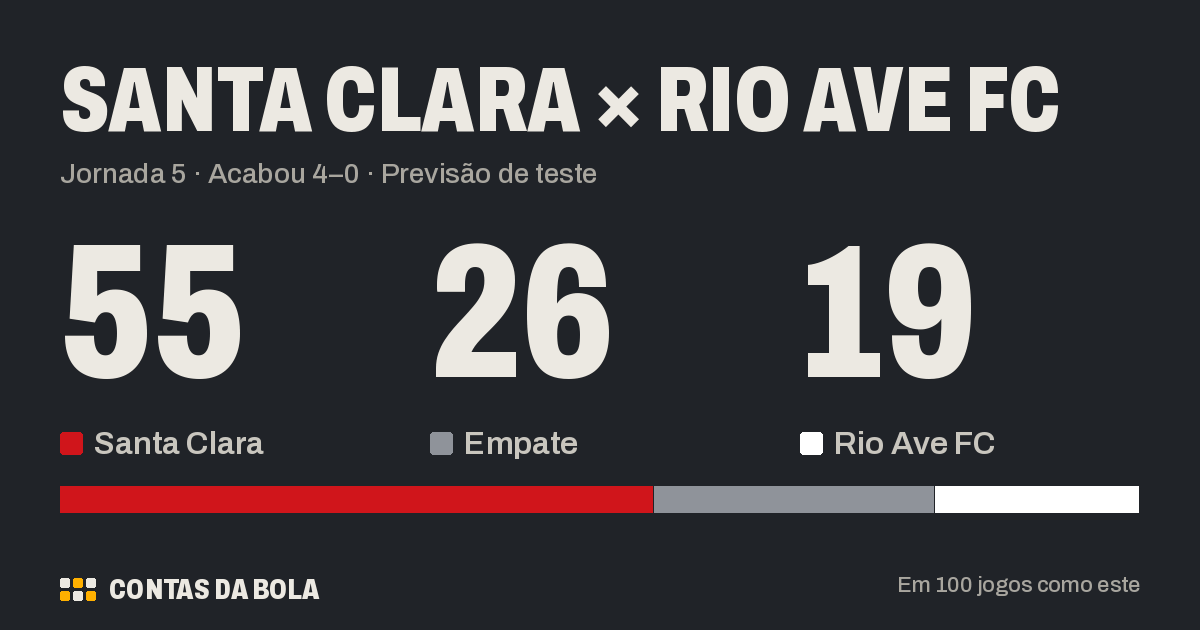 SANTA CLARA × RIO AVE FC
Jornada 5 · Acabou 4–0 · Previsão de teste
55 26 19
Santa Clara Empate Rio Ave FC
CONTAS DA BOLA Em 100 jogos como este